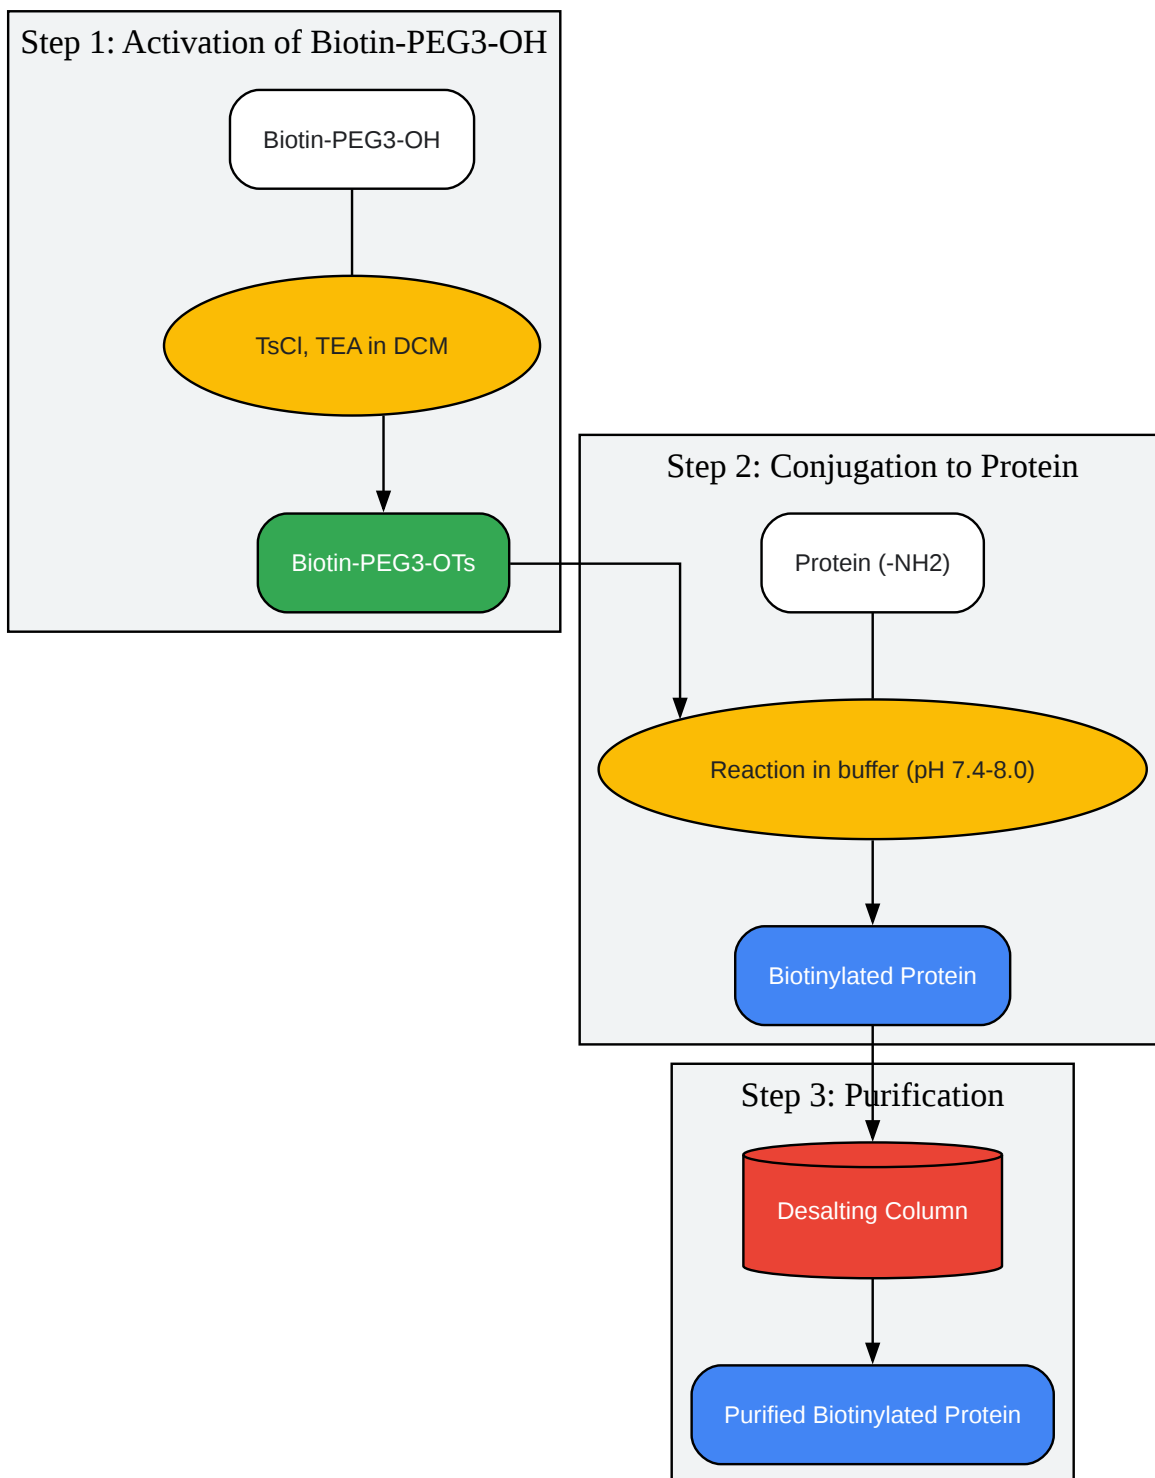 Step 1: Activation of Biotin-PEG3-OH
Biotin-PEG3-OH
TsCl, TEA in DCM
Biotin-PEG3-OTs
Step 2: Conjugation to Protein
Protein (-NH2)
Reaction in buffer (pH 7.4-8.0)
Biotinylated Protein
Step 3: Purification
Desalting Column
Purified Biotinylated Protein